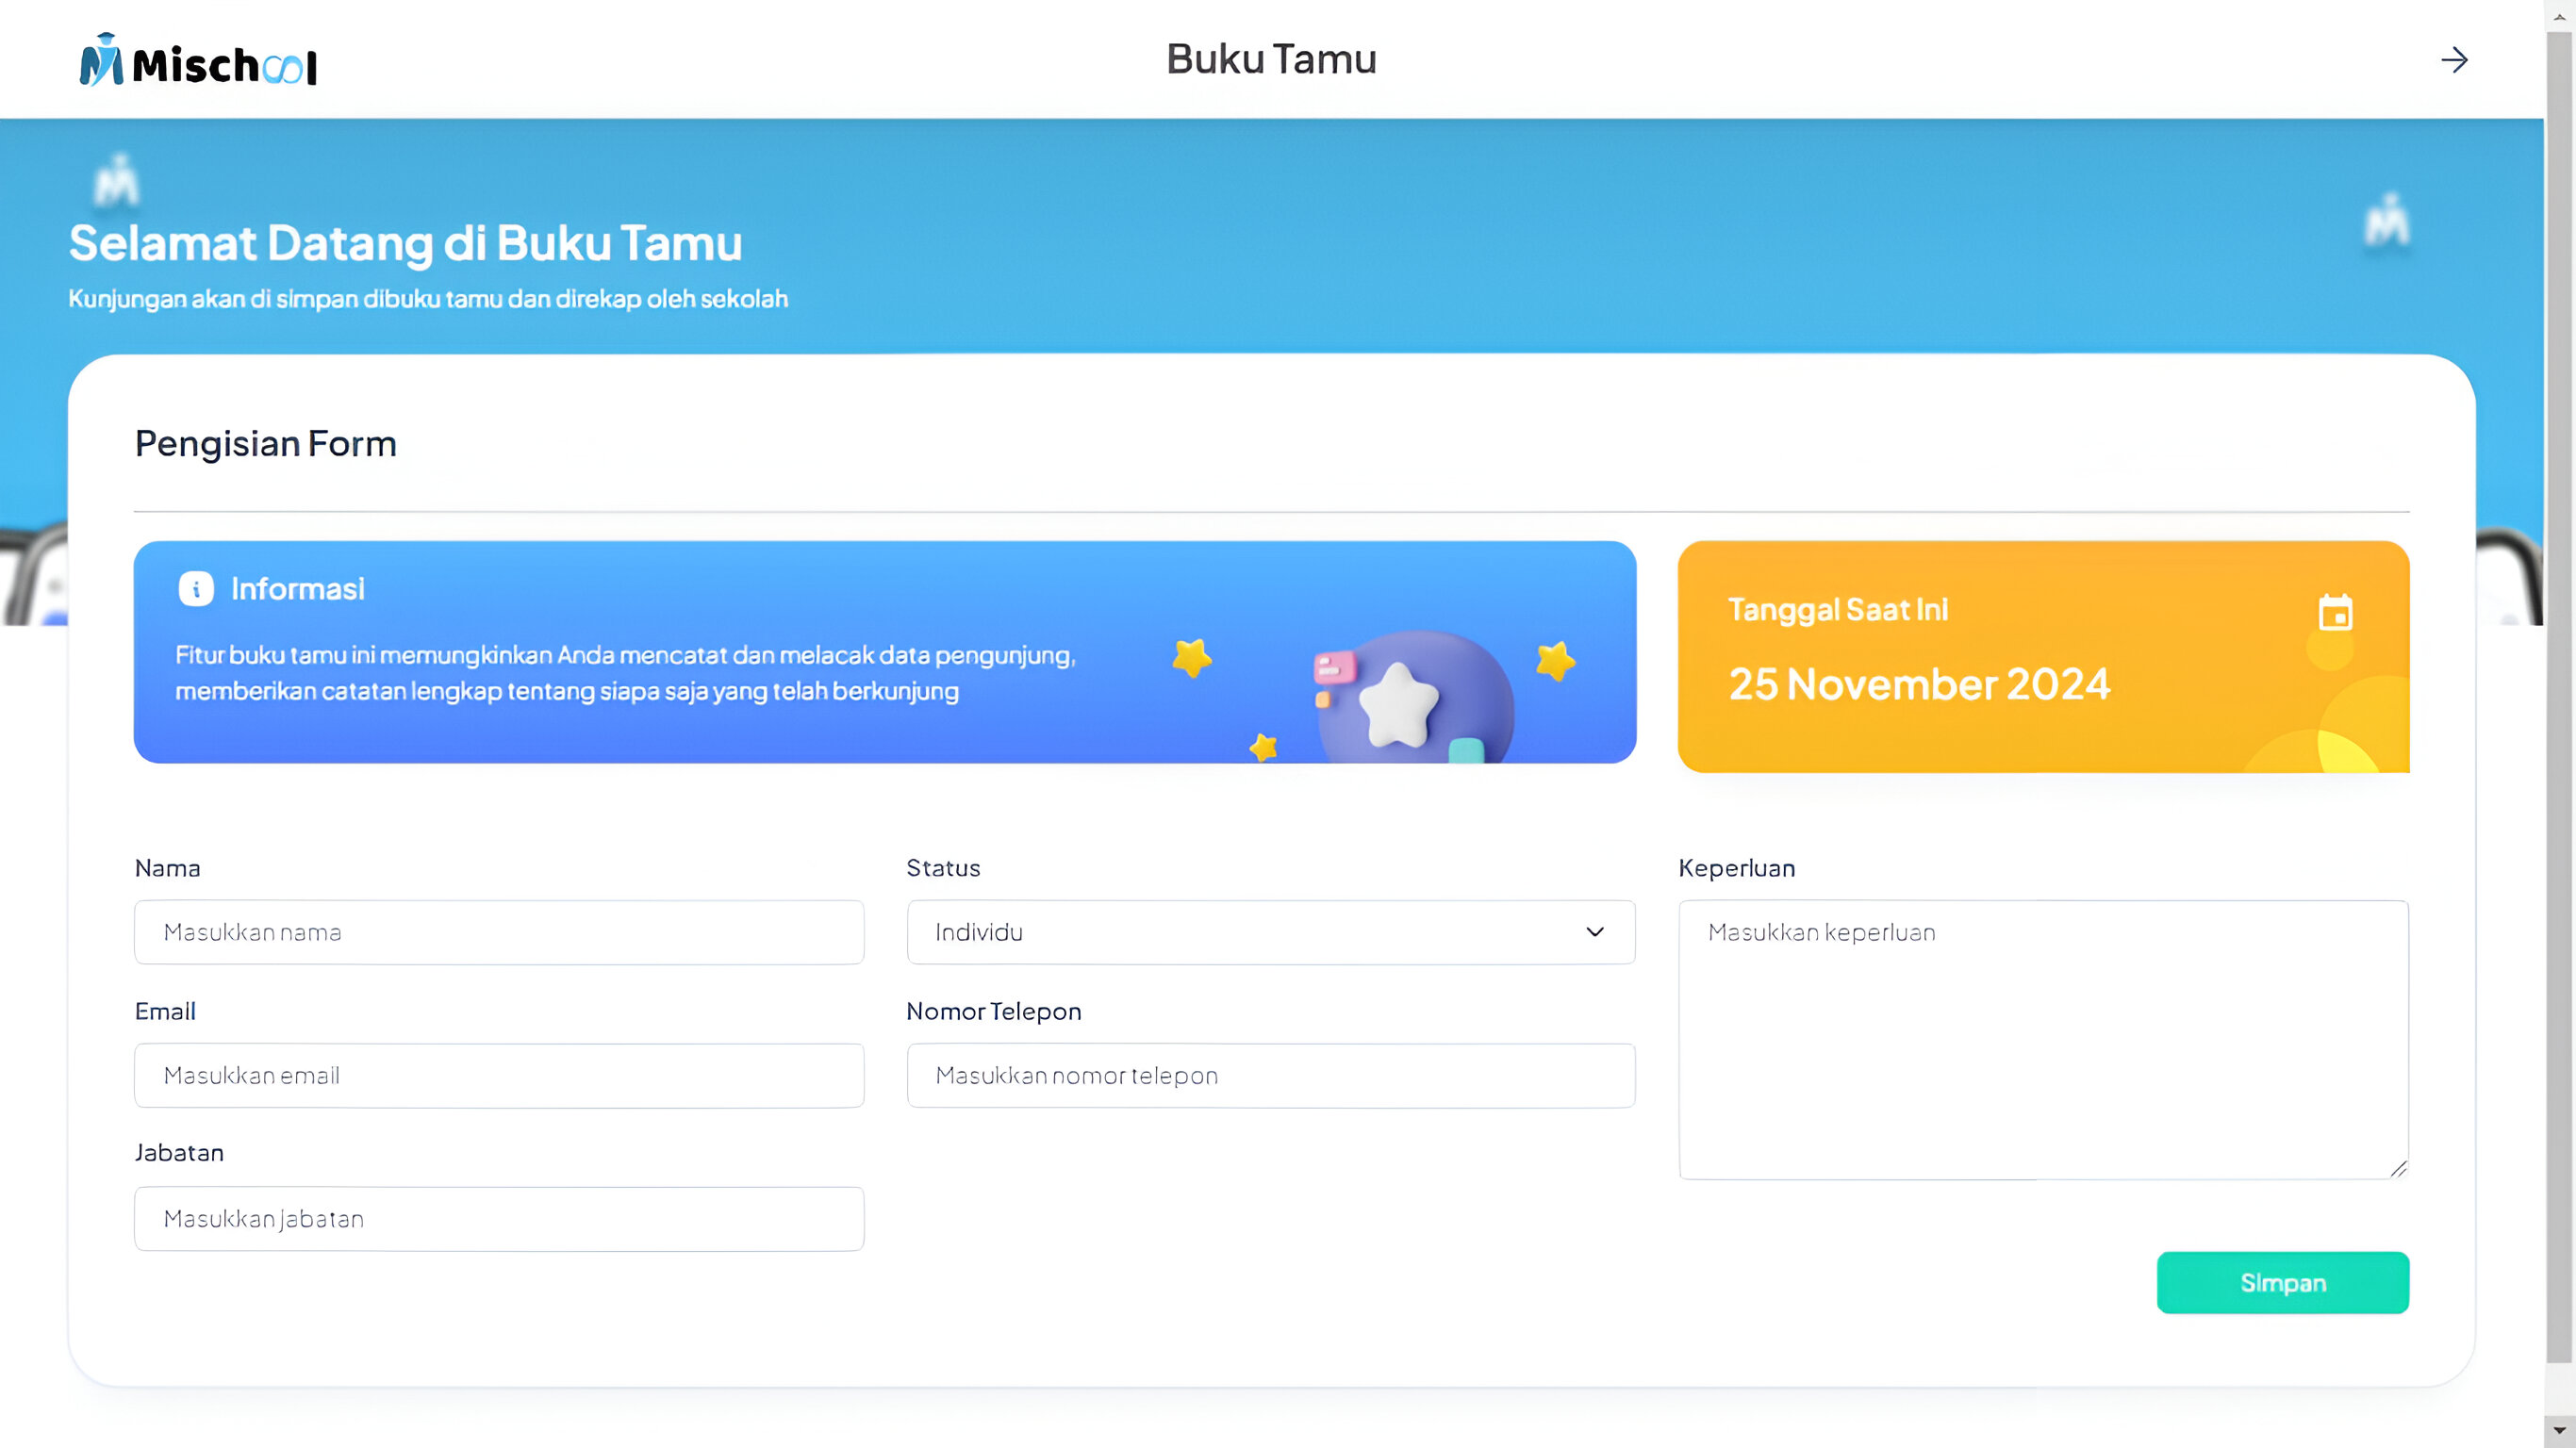 Mischool
Buku Tamu
Selamat Datang di Buku Tamu
Kunjungan akan di simpan dibuku tamu dan direkap oleh sekolah
Pengisian Form
Informasi
Fitur buku tamu ini memungkinkan Anda mencatat dan melacak data pengunjung,
memberikan catatan lengkap tentang siapa saja yang telah berkunjung
Tanggal Saat Ini
25 November 2024
Nama
Masukkan nama
Status
Individu
Keperluan
Masukkan keperluan
Email
Masukkan email
Nomor Telepon
Masukkan nomor telepon
Jabatan
Masukkan jabatan
Simpan